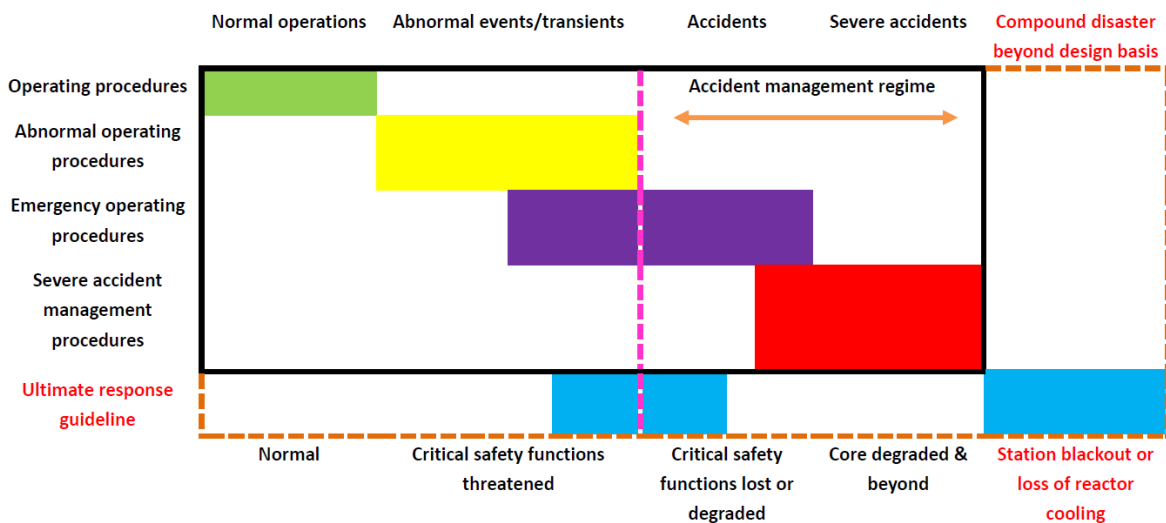 Normal operations
Abnormal events/transients
Accidents
Severe accidents
Compound disaster
beyond design basis
Operating procedures
Accident management regime
Abnormal operating
procedures
Emergency operating
procedures
Severe accident
management
procedures
Ultimate response
guideline
Normal
Critical safety functions
threatened
Critical safety
functions lost or
degraded
Core degraded &
beyond
Station blackout or
loss of reactor
cooling